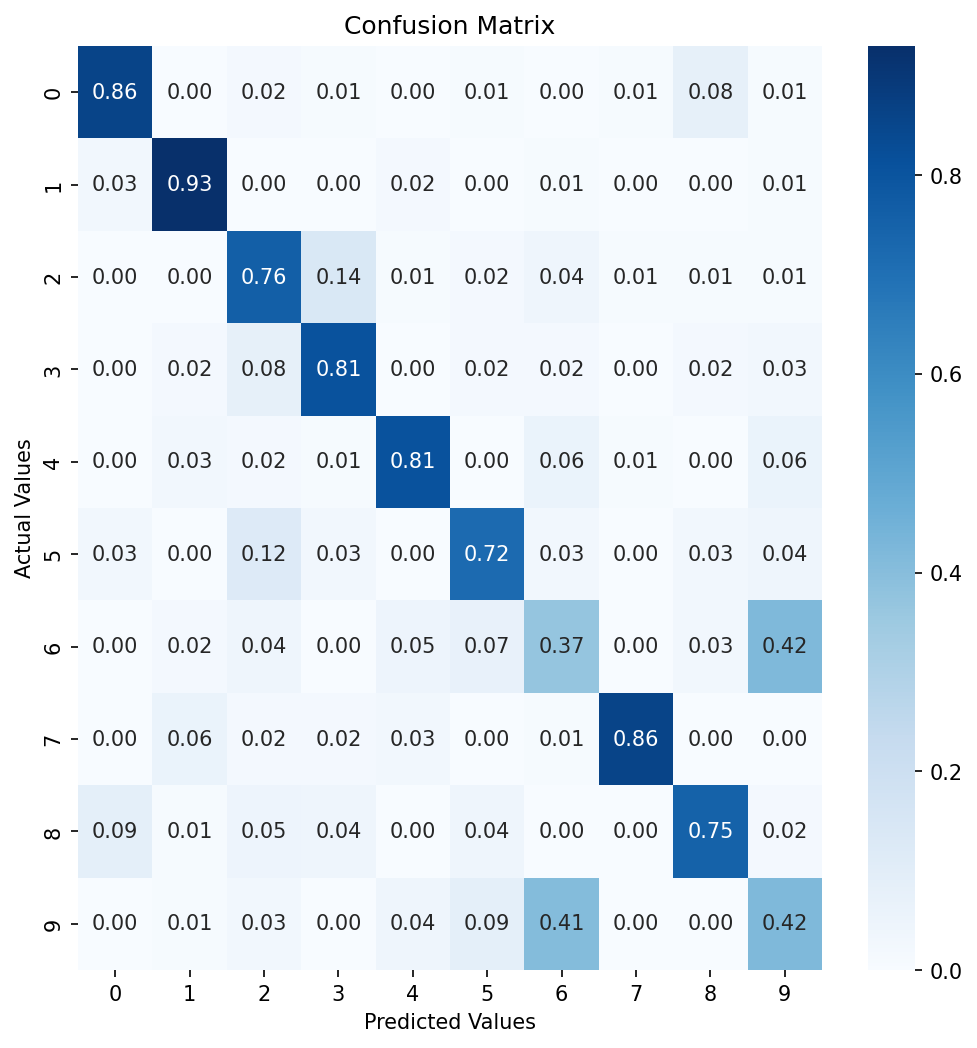 Confusion Matrix
0 0.86 0.00 0.02 0.01 0.00 0.01 0.00 0.01 0.08 0.01
1 0.03 0.93 0.00 0.00 0.02 0.00 0.01 0.00 0.00 0.01
2 0.00 0.00 0.76 0.14 0.01 0.02 0.04 0.01 0.01 0.01
3 0.00 0.02 0.08 0.81 0.00 0.02 0.02 0.00 0.02 0.03
4 0.00 0.03 0.02 0.01 0.81 0.00 0.06 0.01 0.00 0.06
5 0.03 0.00 0.12 0.03 0.00 0.72 0.03 0.00 0.03 0.04
6 0.00 0.02 0.04 0.00 0.05 0.07 0.37 0.00 0.03 0.42
7 0.00 0.06 0.02 0.02 0.03 0.00 0.01 0.86 0.00 0.00
8 0.09 0.01 0.05 0.04 0.00 0.04 0.00 0.00 0.75 0.02
9 0.00 0.01 0.03 0.00 0.04 0.09 0.41 0.00 0.00 0.42
0 1 2 3 4 5 6 7 8 9
Predicted Values
Actual Values
0.8
0.6
0.4
0.2
0.0